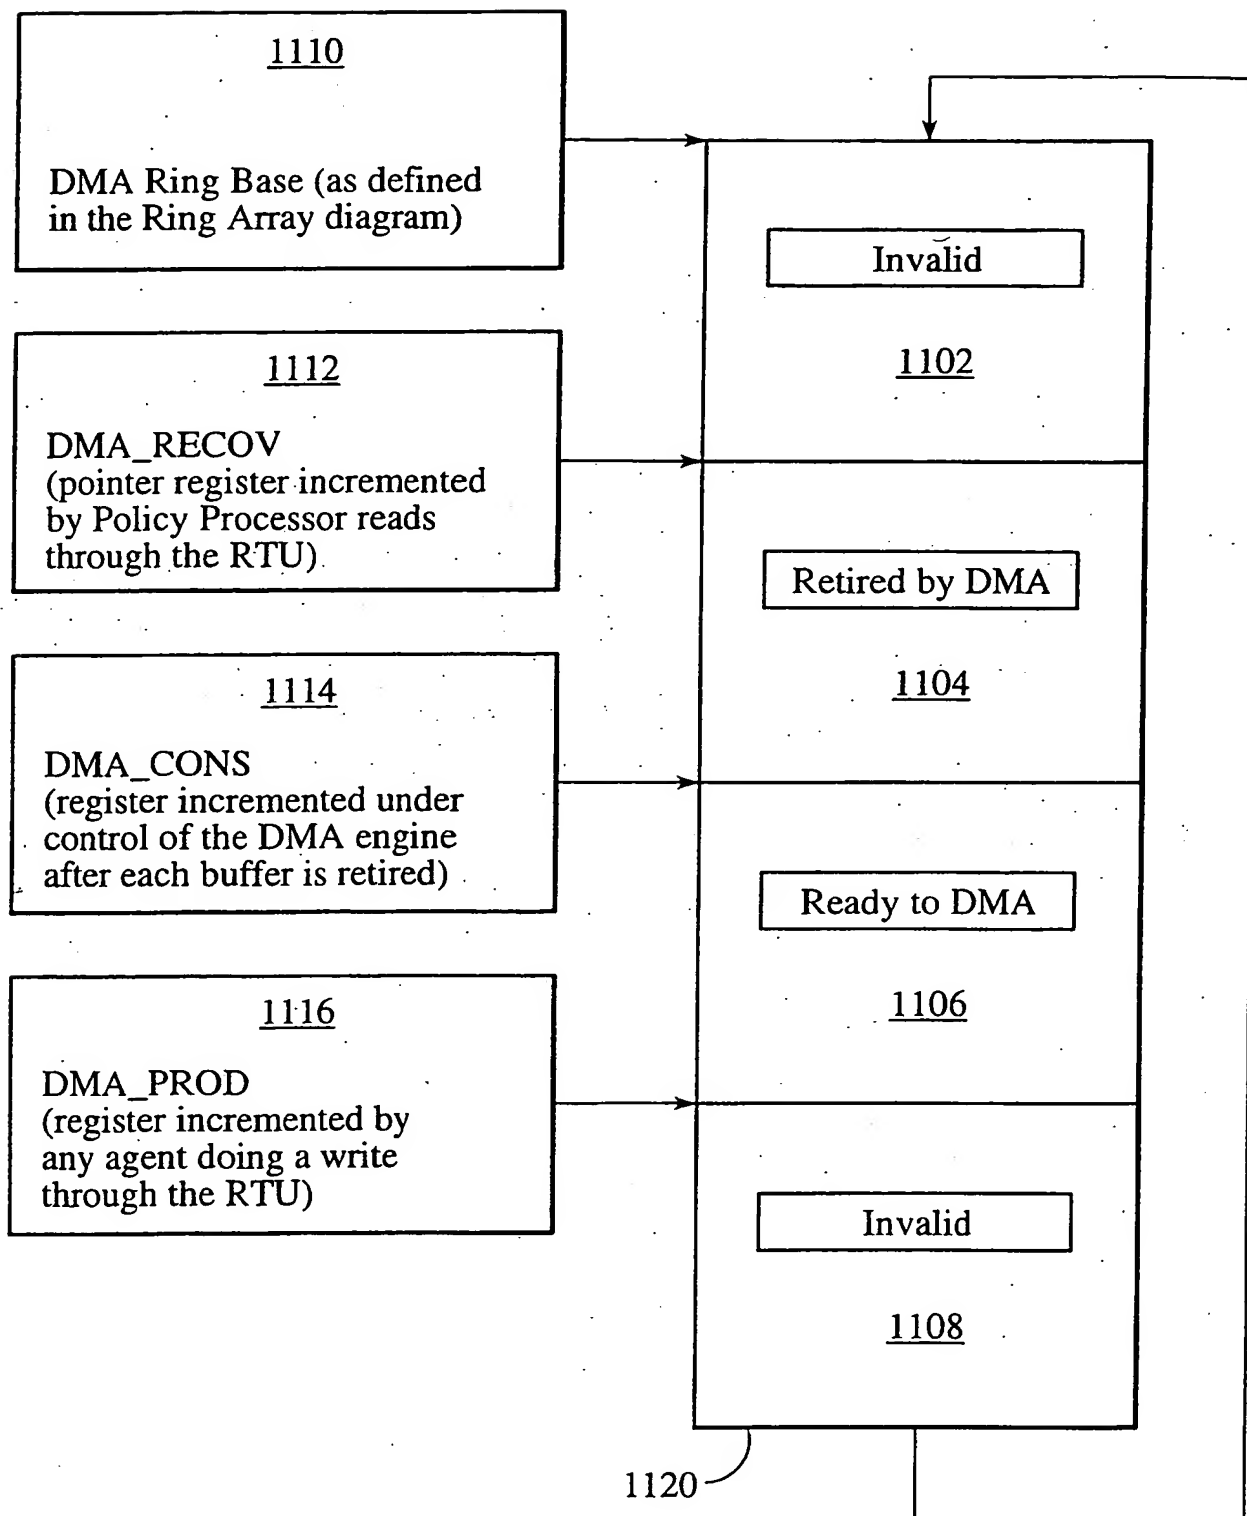 1110
DMA Ring Base (as defined
in the Ring Array diagram)
Invalid
1102
1112
DMA_RECOV
(pointer register incremented
by Policy Processor reads
through the RTU)
Retired by DMA
1104
1114
DMA_CONS
(register incremented under
control of the DMA engine
after each buffer is retired)
Ready to DMA
1106
1116
DMA_PROD
(register incremented by
any agent doing a write
through the RTU)
Invalid
1108
1120